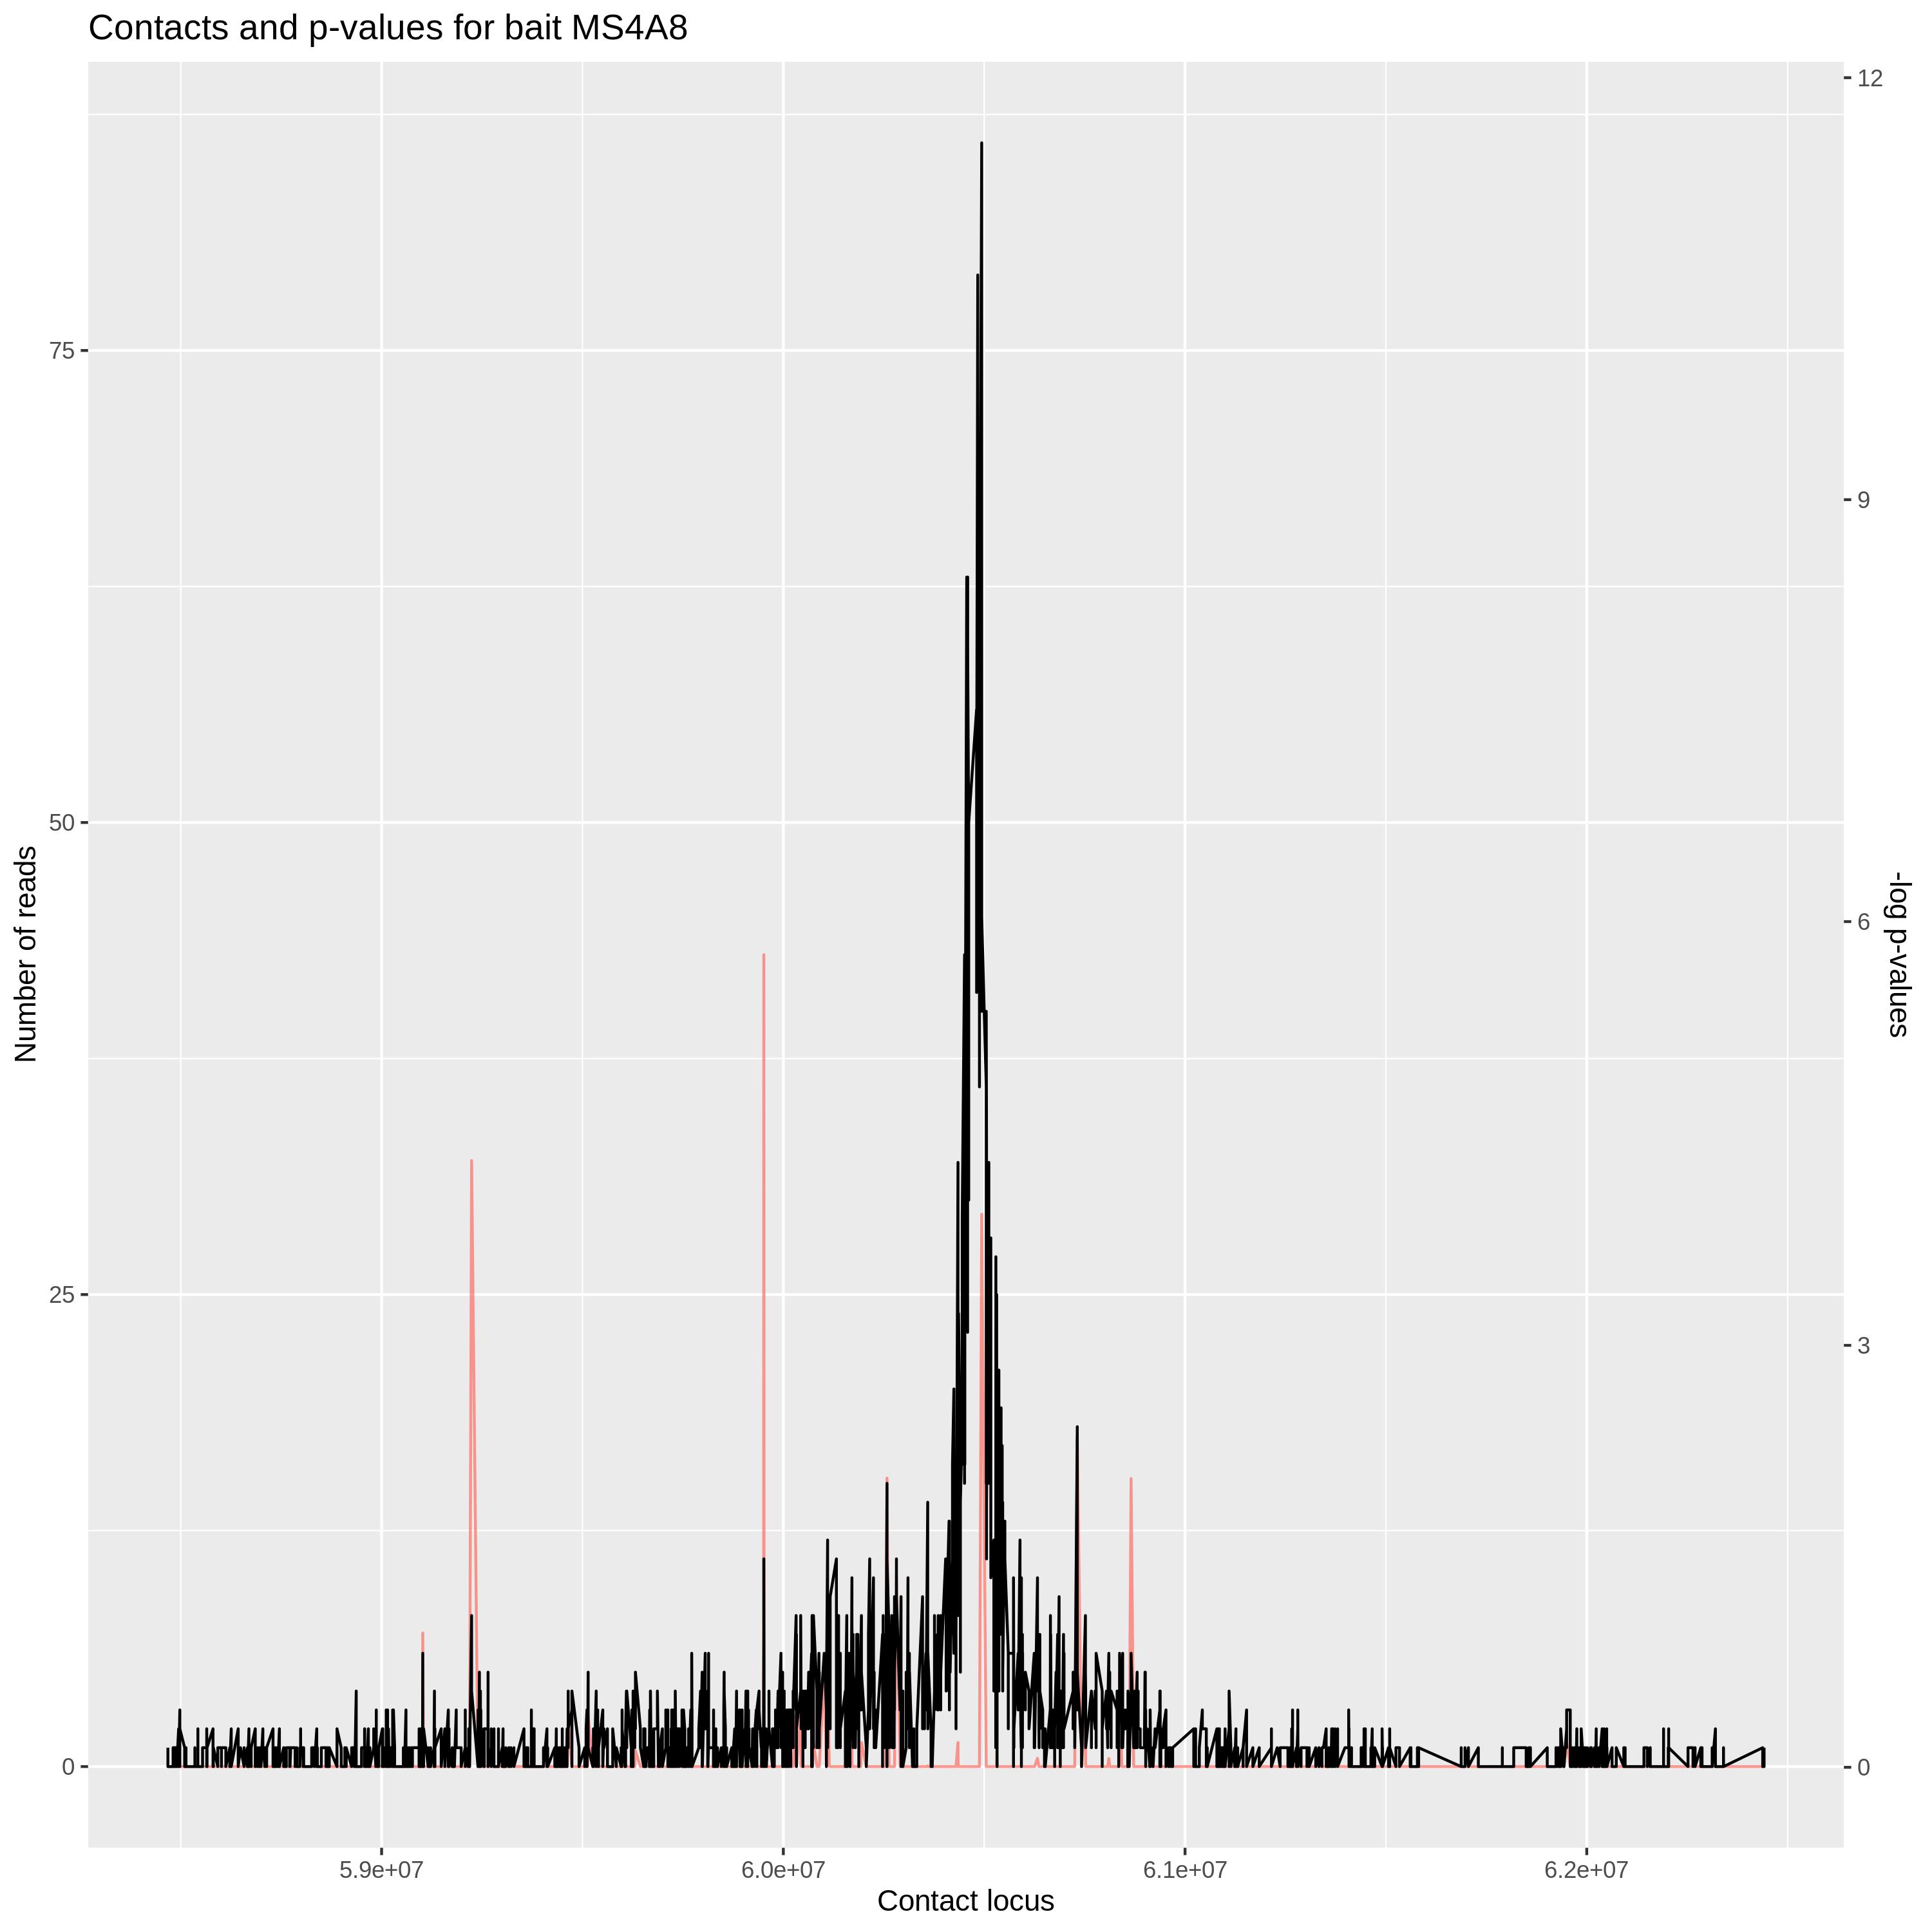 Contacts and p-values for bait MS4A8
12
75
9
50
6
Number of reads
-log p-values
25
3
0
0
5.9e+07
6.0e+07
6.1e+07
6.2e+07
Contact locus